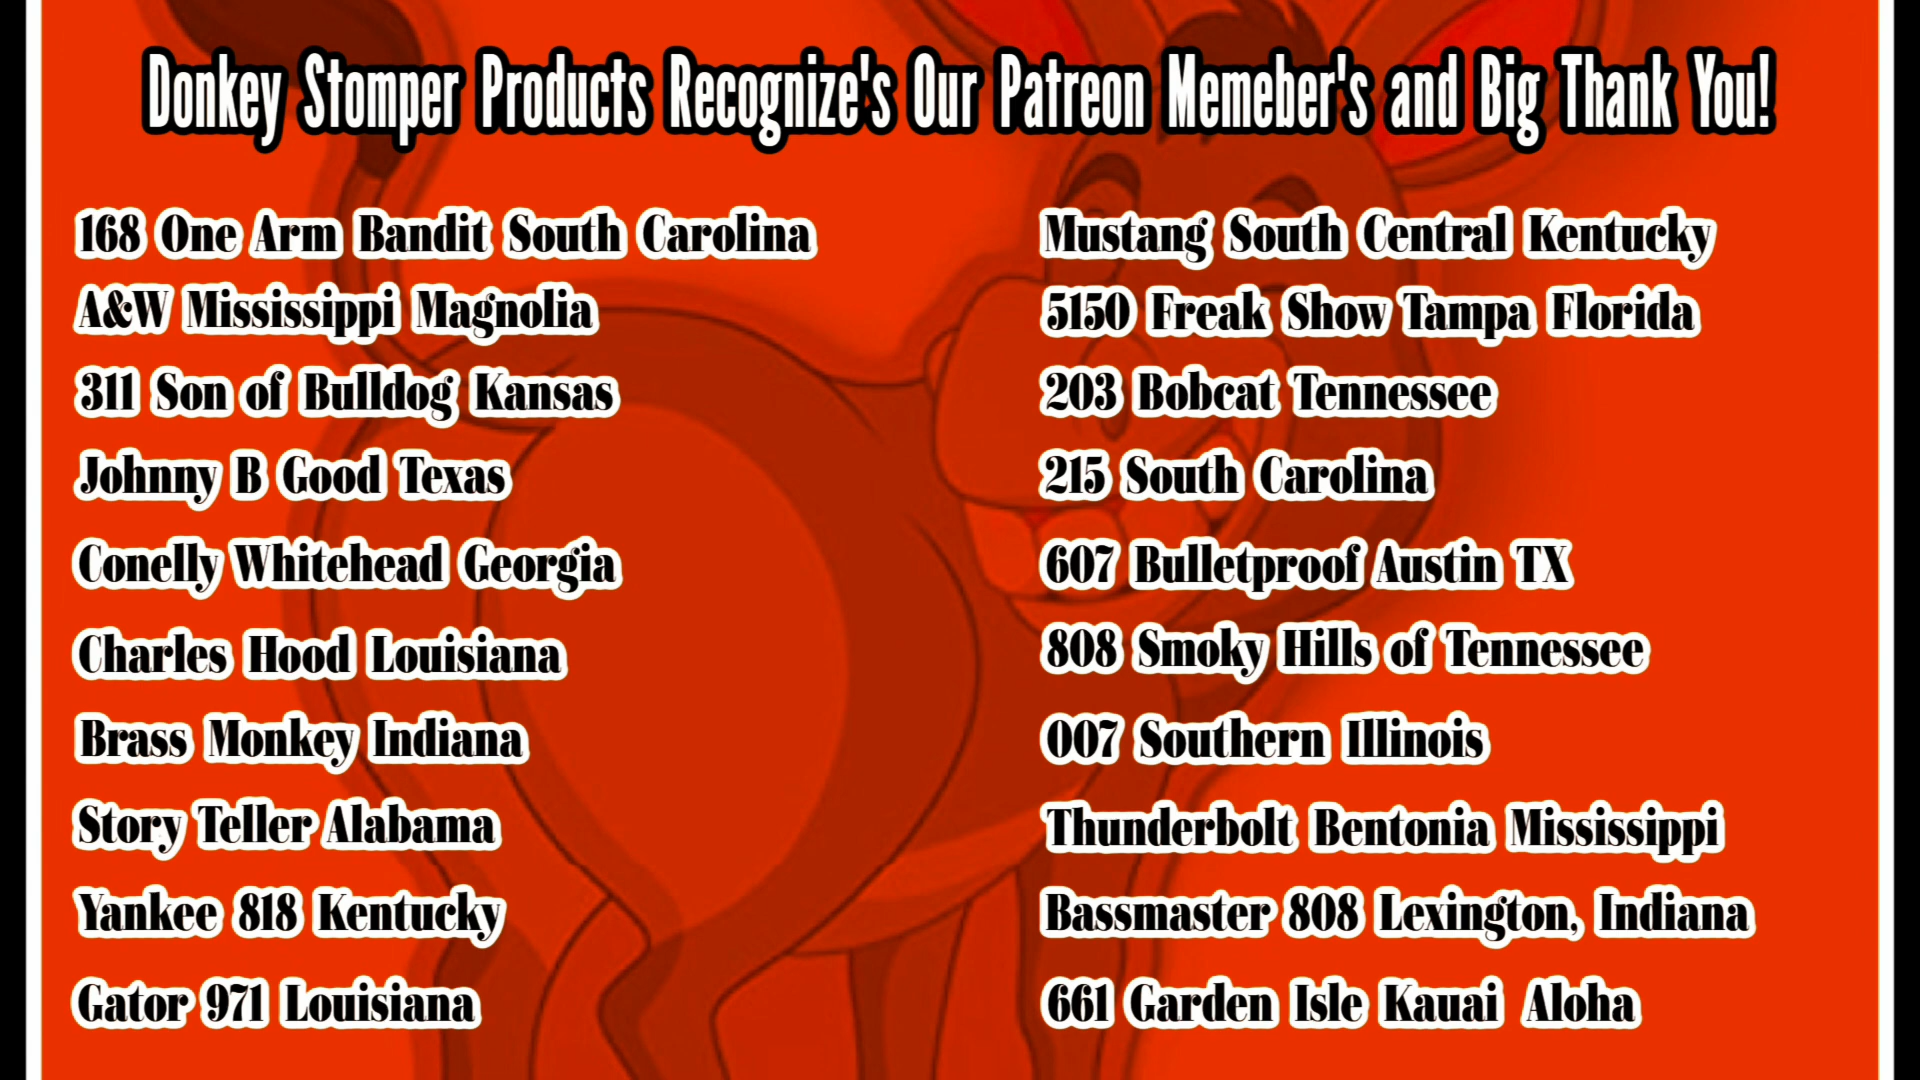 Donkey Stomper Products Recognize's Our Patreon Memeber's and Big Thank You!
168 One Arm Bandit South Carolina
A&W Mississippi Magnolia
311 Son of Bulldog Kansas
Johnny B Good Texas
Conelly Whitehead Georgia
Charles Hood Louisiana
Brass Monkey Indiana
Story Teller Alabama
Yankee 818 Kentucky
Gator 971 Louisiana
Mustang South Central Kentucky
5150 Freak Show Tampa Florida
203 Bobcat Tennessee
215 South Carolina
607 Bulletproof Austin TX
808 Smoky Hills of Tennessee
007 Southern Illinois
Thunderbolt Bentonia Mississippi
Bassmaster 808 Lexington, Indiana
661 Garden Isle Kauai Aloha